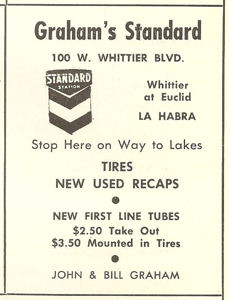 Graham's Standard
100 W. WHITTIER BLVD.
STANDARD
STATION
Whittier
at Euclid
LA HABRA
Stop Here on Way to Lakes
TIRES
NEW USED RECAPS
NEW FIRST LINE TUBES
$2.50 Take Out
$3.50 Mounted in Tires
JOHN & BILL GRAHAM